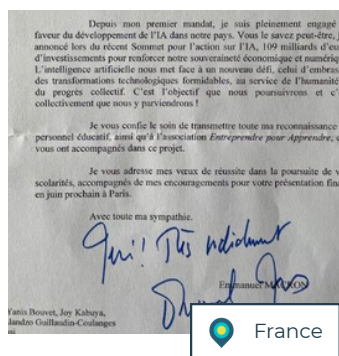 Depuis mon premier mandat, je suis pleinement engagé
faveur du développement de l'IA dans notre pays. Vous le savez peut-être,
annoncé lors du récent Sommet pour l'action sur l'IA, 109 milliards d'eu
d'investissements pour renforcer notre souveraineté économique et numériq
L'intelligence artificielle nous met face à un nouveau défi, celui d'embras
des transformations technologiques formidables, au service de l'humanité
du progrès collectif. C'est l'objectif que nous poursuivrons et c'
collectivement que nous y parviendrons !
Je vous confie le soin de transmettre toute ma reconnaissance
personnel éducatif, ainsi qu'à l'association Entreprendre pour Apprendre,
vous ont accompagnés dans ce projet.
Je vous adresse mes vœux de réussite dans la poursuite de v
scolarités, accompagnés de mes encouragements pour votre présentation fina
en juin prochain à Paris.
Avec toute ma sympathie.
Emmanuel MACRON
Yanis Bouvet, Joy Kabuya,
Guillaudin-Coulanges
France